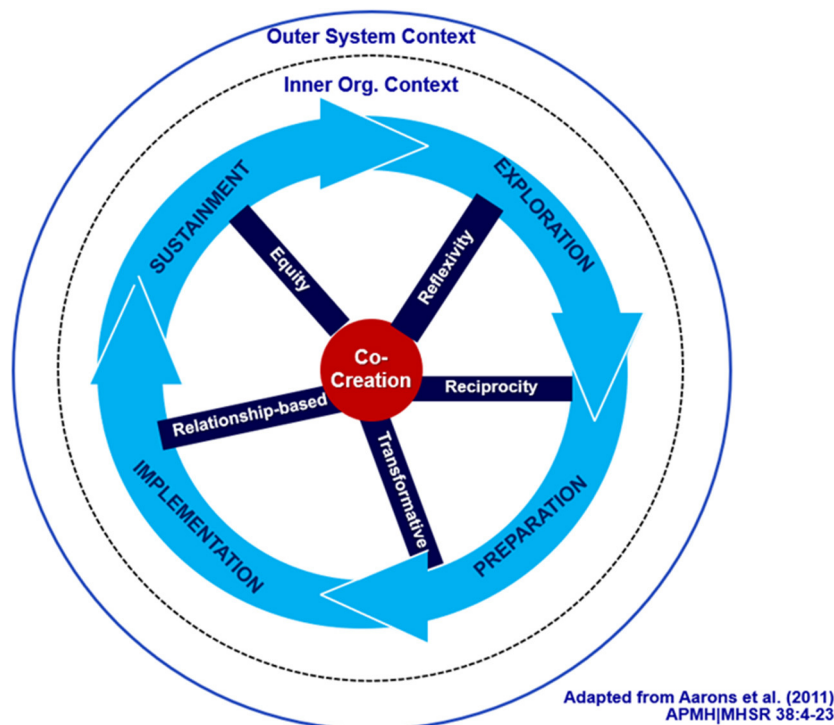 Outer System Context
Inner Org. Context
SUSTAINMENT
EXPLORATION
Equity
Reflexivity
Co-
Creation
Reciprocity
Relationship-based
Transformative
IMPLEMENTATION
PREPARATION
Adapted from Aarons et al. (2011)
APMH|MHSR 38:4-23